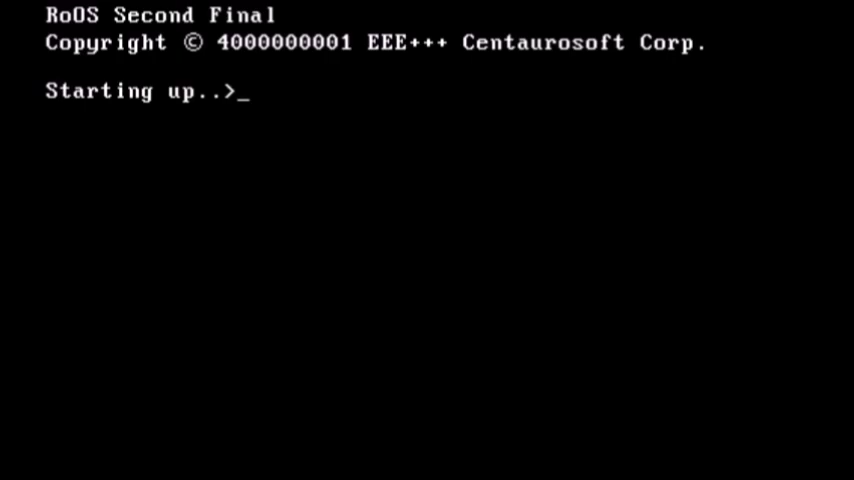 RoOS Second Final
Copyright © 4000000001 EEE+++ Centaurosoft Corp.
Starting up..>_